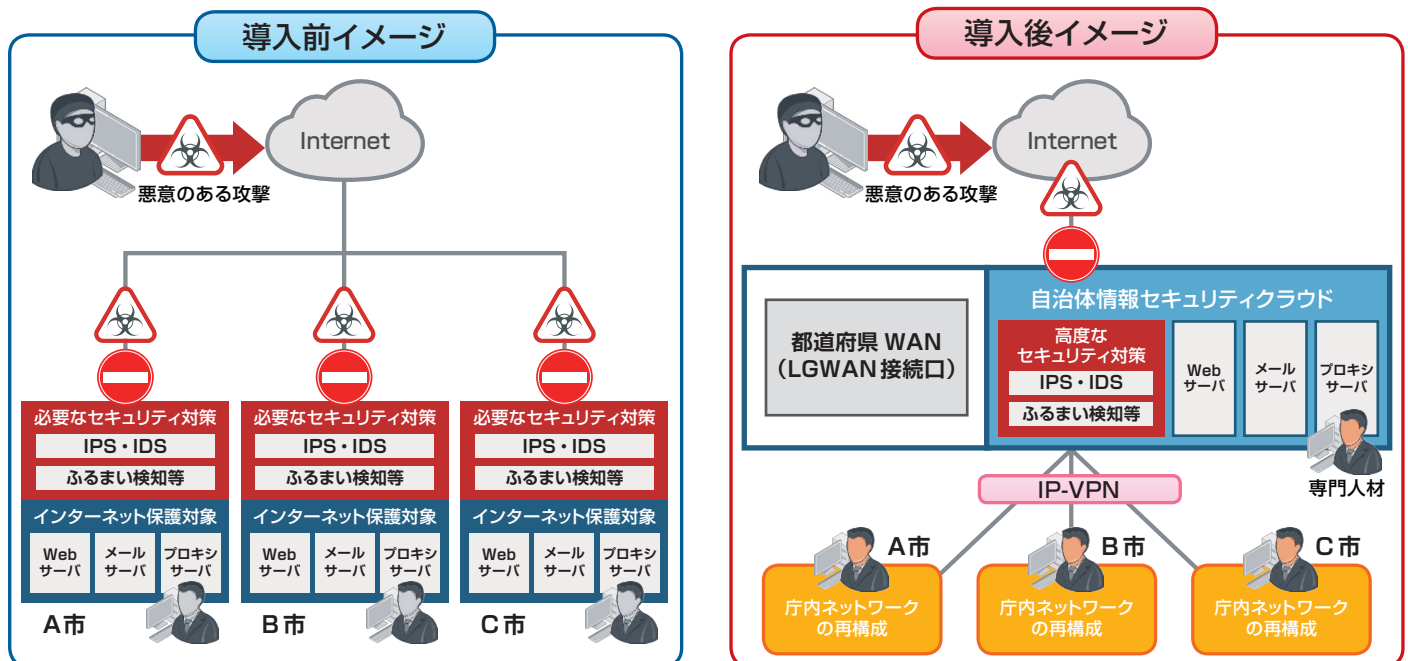 導入前イメージ
Internet
悪意のある攻撃
必要なセキュリティ対策
IPS・IDS
ふるまい検知等
インターネット保護対象
Web
サーバ
メール
サーバ
プロキシ
サーバ
A市
必要なセキュリティ対策
IPS・IDS
ふるまい検知等
インターネット保護対象
Web
サーバ
メール
サーバ
プロキシ
サーバ
B市
必要なセキュリティ対策
IPS・IDS
ふるまい検知等
インターネット保護対象
Web
サーバ
メール
サーバ
プロキシ
サーバ
C市
導入後イメージ
Internet
悪意のある攻撃
都道府県 WAN
（LGWAN接続口）
自治体情報セキュリティクラウド
高度な
セキュリティ対策
IPS・IDS
ふるまい検知等
Web
サーバ
メール
サーバ
プロキシ
サーバ
専門人材
IP-VPN
A市
庁内ネットワーク
の再構成
B市
庁内ネットワーク
の再構成
C市
庁内ネットワーク
の再構成